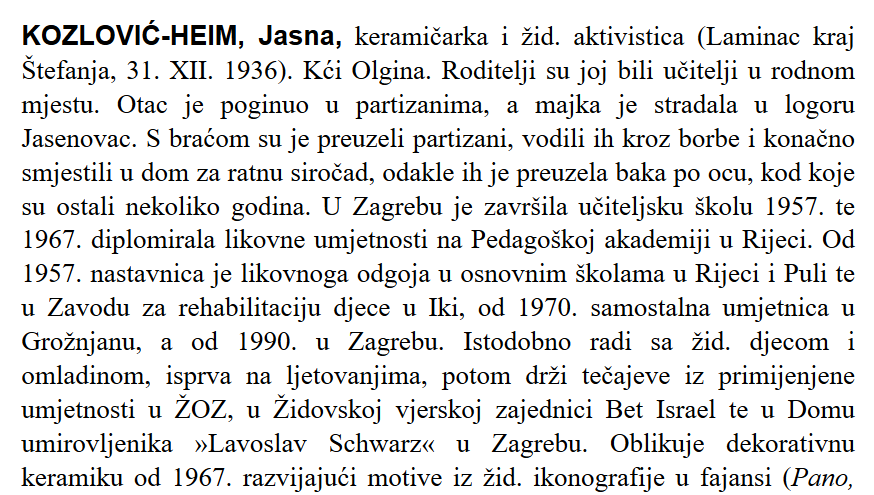 KOZLOVIĆ-HEIM, Jasna, keramičarka i žid. aktivistica (Laminac kraj
Štefanja, 31. XII. 1936). Kći Olgina. Roditelji su joj bili učitelji u rodnom
mjestu. Otac je poginuo u partizanima, a majka je stradala u logoru
Jasenovac. S braćom su je preuzeli partizani, vodili ih kroz borbe i konačno
smjestili u dom za ratnu siročad, odakle ih je preuzela baka po ocu, kod koje
su ostali nekoliko godina. U Zagrebu je završila učiteljsku školu 1957. te
1967. diplomirala likovne umjetnosti na Pedagoškoj akademiji u Rijeci. Od
1957. nastavnica je likovnoga odgoja u osnovnim školama u Rijeci i Puli te
u Zavodu za rehabilitaciju djece u Iki, od 1970. samostalna umjetnica u
Grožnjanu, a od 1990. u Zagrebu. Istodobno radi sa žid. djecom i
omladinom, isprva na ljetovanjima, potom drži tečajeve iz primijenjene
umjetnosti u ŽOZ, u Židovskoj vjerskoj zajednici Bet Israel te u Domu
umirovljenika »Lavoslav Schwarz« u Zagrebu. Oblikuje dekorativnu
keramiku od 1967. razvijajući motive iz žid. ikonografije u fajansi (Pano,